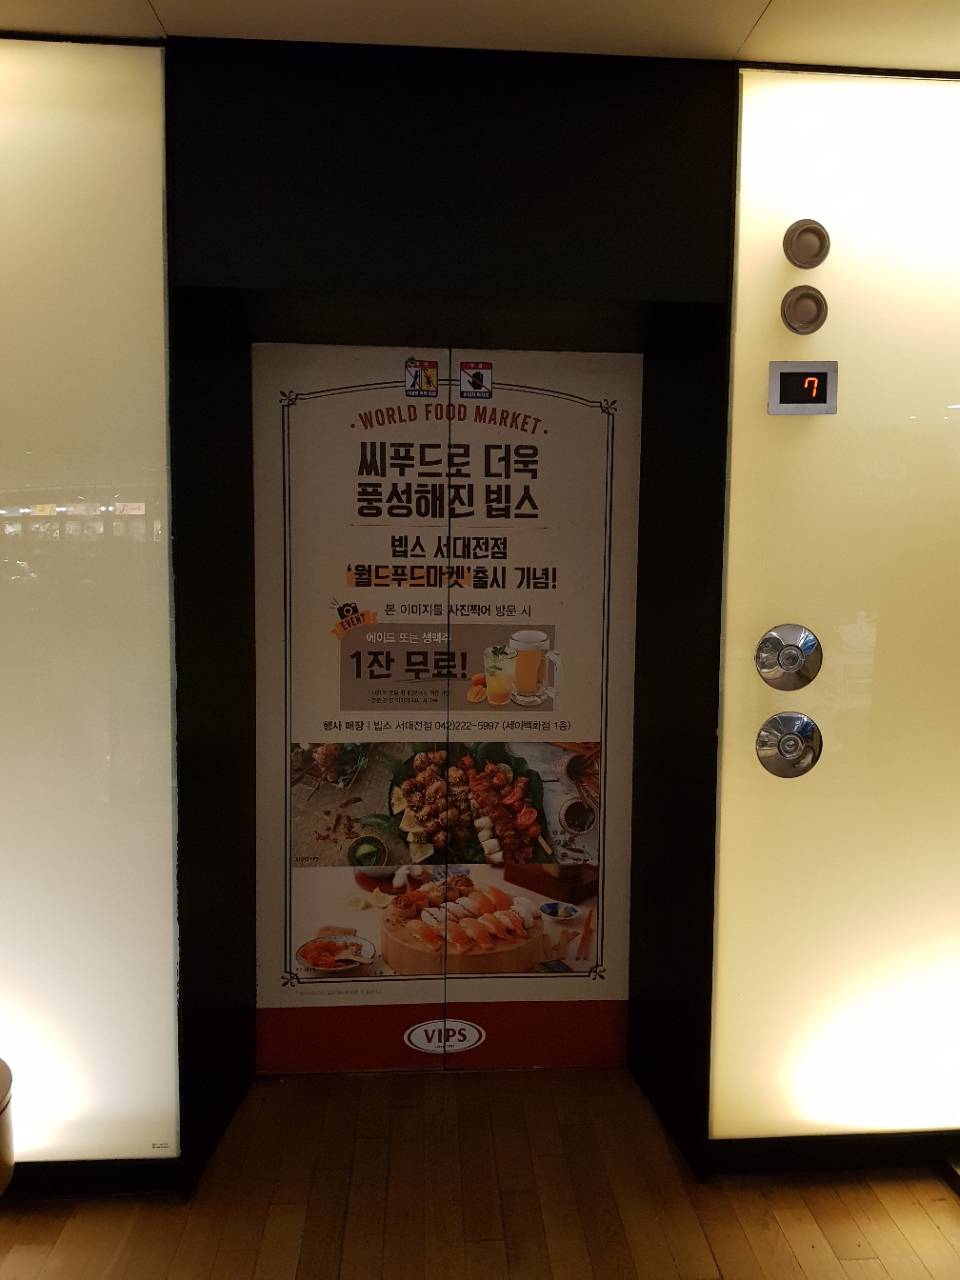 WORLD FOOD MARKET
씨푸드로 더욱
풍성해진 빕스
빕스 서대전점
'월드푸드마켓' 출시 기념!
EVENT
본 이미지를 사진찍어 방문 시
에이드 또는 생맥주
1잔 무료!
행사 매장 | 빕스 서대전점 042)222-5997 (세이백화점 1층)
VIPS
7